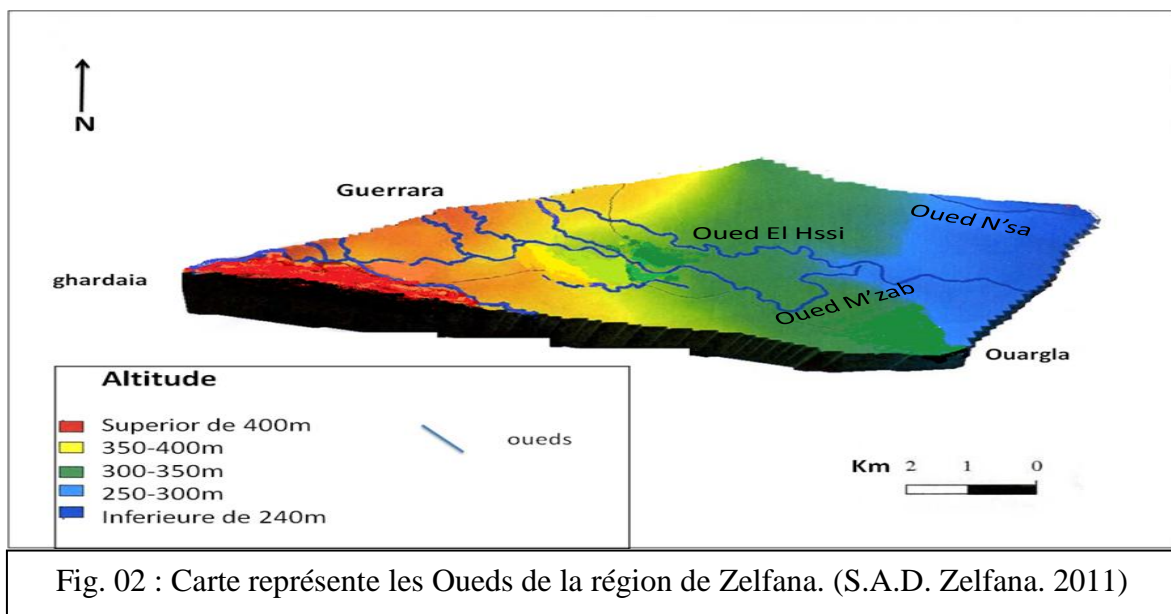 N
Guerrara
Oued N'sa
Oued El Hssi
ghardaia
Oued M'zab
Ouargla
Altitude
Superior de 400m
350-400m
300-350m
250-300m
Inferieure de 240m
oueds
Km 2 1 0
Fig. 02 : Carte représente les Oueds de la région de Zelfana. (S.A.D. Zelfana. 2011)